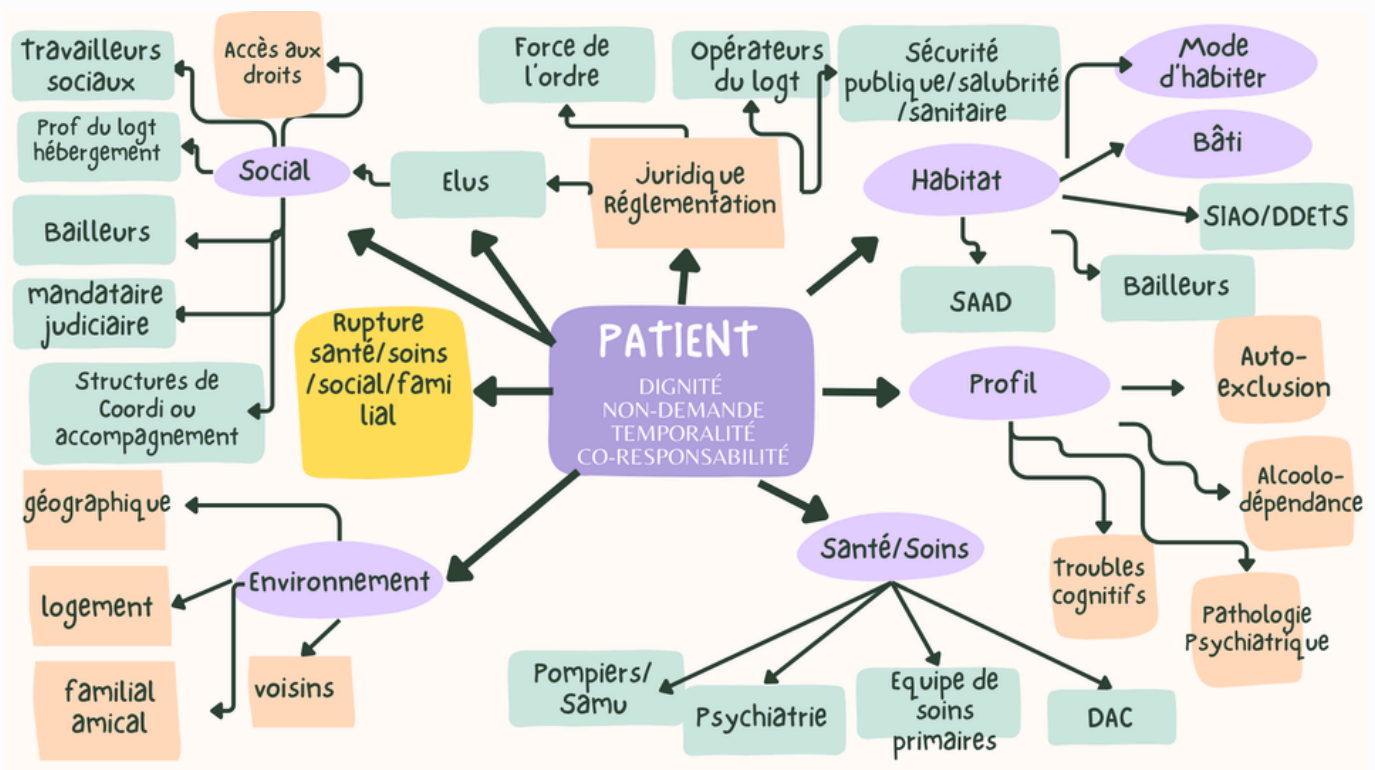 Travailleurs
sociaux
Accès aux
droits
Force de
l'ordre
Opérateurs
du logt
Sécurité
publique/salubrité
/sanitaire
Mode
d'habiter
Prof du logt
hébergement
Social
Elus
Juridique
Réglementation
Habitat
Bâti
SIAO/DDETS
Bailleurs
SAAD
Bailleurs
mandataire
judiciaire
Rupture
santé/soins
/social/fami
lial
PATIENT
DIGNITÉ
NON-DEMANDE
TEMPORALITÉ
CO-RESPONSABILITÉ
Profil
Auto-
exclusion
Structures de
Coordi ou
accompagnement
Alcoolo-
dépendance
géographique
Environnement
Santé/Soins
Troubles
cognitifs
Pathologie
Psychiatrique
logement
familial
amical
voisins
Pompiers/
Samu
Psychiatrie
Equipe de
soins
primaires
DAC